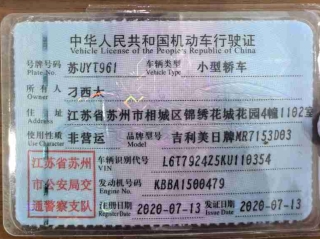 中华人民共和国机动车行驶证
Vehicle License of the People's Republic of China
号牌号码 苏UYT961 车辆类型 小型轿车
Plate No. Vehicle Type
所有人 刁西太
Owner
住址 江苏省苏州市相城区锦绣花城花园4幢1102室
Address
使用性质 非营运 品牌型号 吉利美日牌MR7153D03
Use Character Model
江苏省苏州 车辆识别代号 L6T7924Z5KU110354
VIN
市公安局交 发动机号码 KBBA1500479
Engine No.
通警察支队 注册日期 2020-07-13 发证日期 2020-07-13
Register Date Issue Date